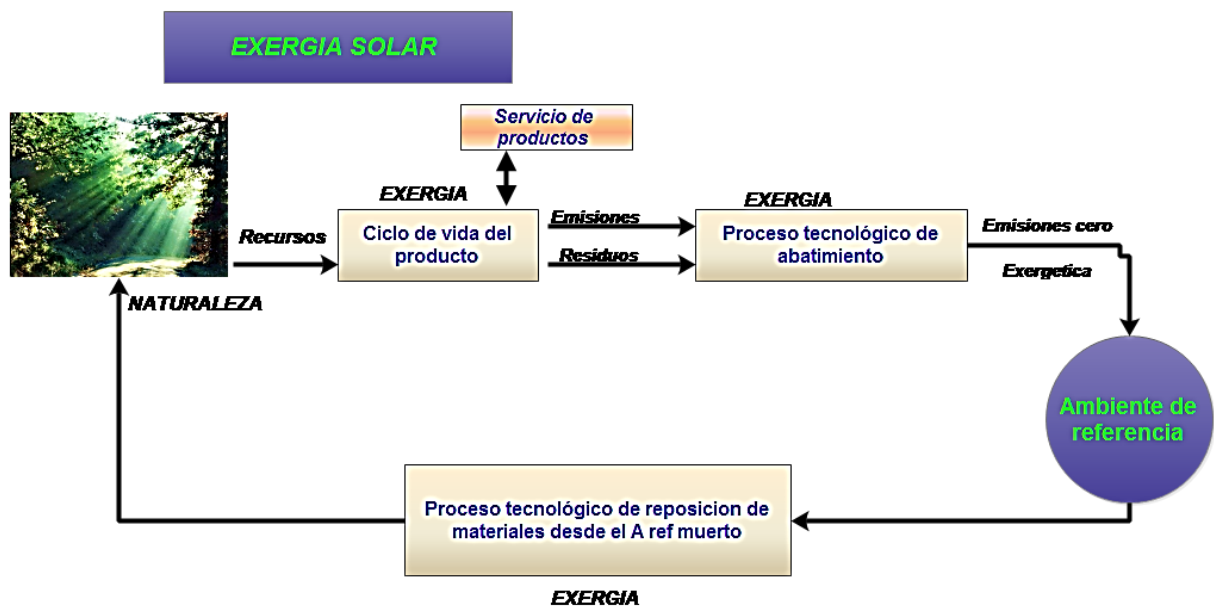 EXERGIA SOLAR
Servicio de
productos
EXERGIA
EXERGIA
Emisiones
Emisiones cero
Ciclo de vida del
producto
Proceso tecnológico de
abatimiento
Recursos
Residuos
Exergetica
NATURALEZA
Ambiente de
referencia
Proceso tecnológico de reposicion de
materiales desde el A ref muerto
EXERGIA